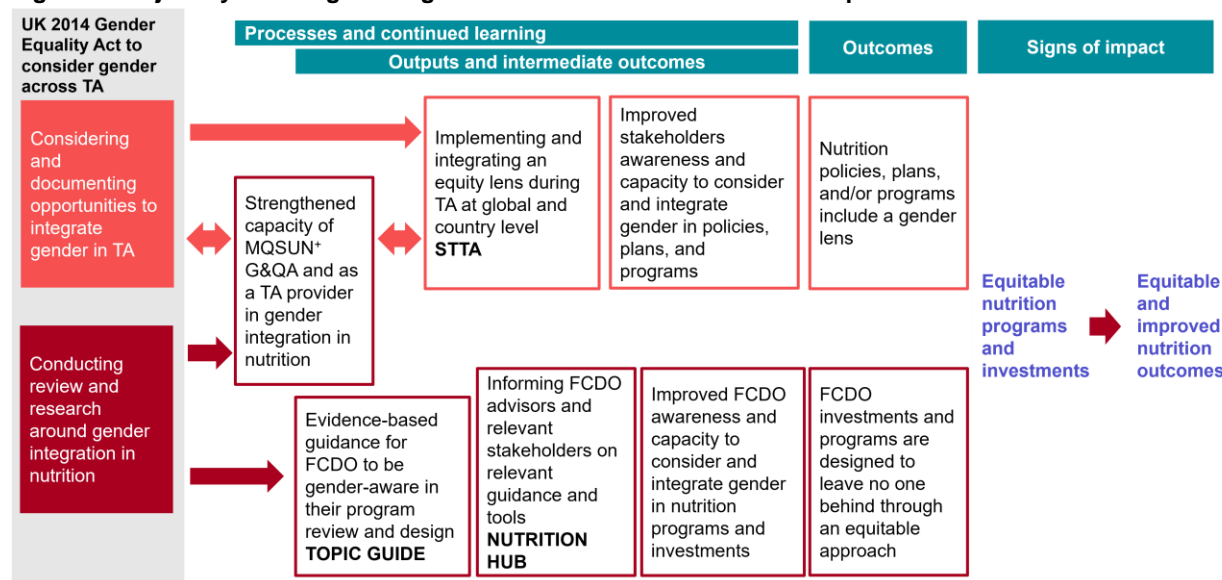 UK 2014 Gender
Equality Act to
consider gender
across TA
Processes and continued learning
Outputs and intermediate outcomes
Outcomes
Signs of impact
Considering
and
documenting
opportunities to
integrate
gender in TA
Strengthened
capacity of
MQSUN⁺
G&QA and as
a TA provider
in gender
integration in
nutrition
Implementing and
integrating an
equity lens during
TA at global and
country level
STTA
Improved
stakeholders
awareness and
capacity to consider
and integrate
gender in policies,
plans, and
programs
Nutrition
policies, plans,
and/or programs
include a gender
lens
Equitable
nutrition
programs
and
investments
Equitable
and
improved
nutrition
outcomes
Conducting
review and
research
around gender
integration in
nutrition
Evidence-based
guidance for
FCDO to be
gender-aware in
their program
review and design
TOPIC GUIDE
Informing FCDO
advisors and
relevant
stakeholders on
relevant
guidance and
tools
NUTRITION
HUB
Improved FCDO
awareness and
capacity to
consider and
integrate gender
in nutrition
programs and
investments
FCDO
investments and
programs are
designed to
leave no one
behind through
an equitable
approach